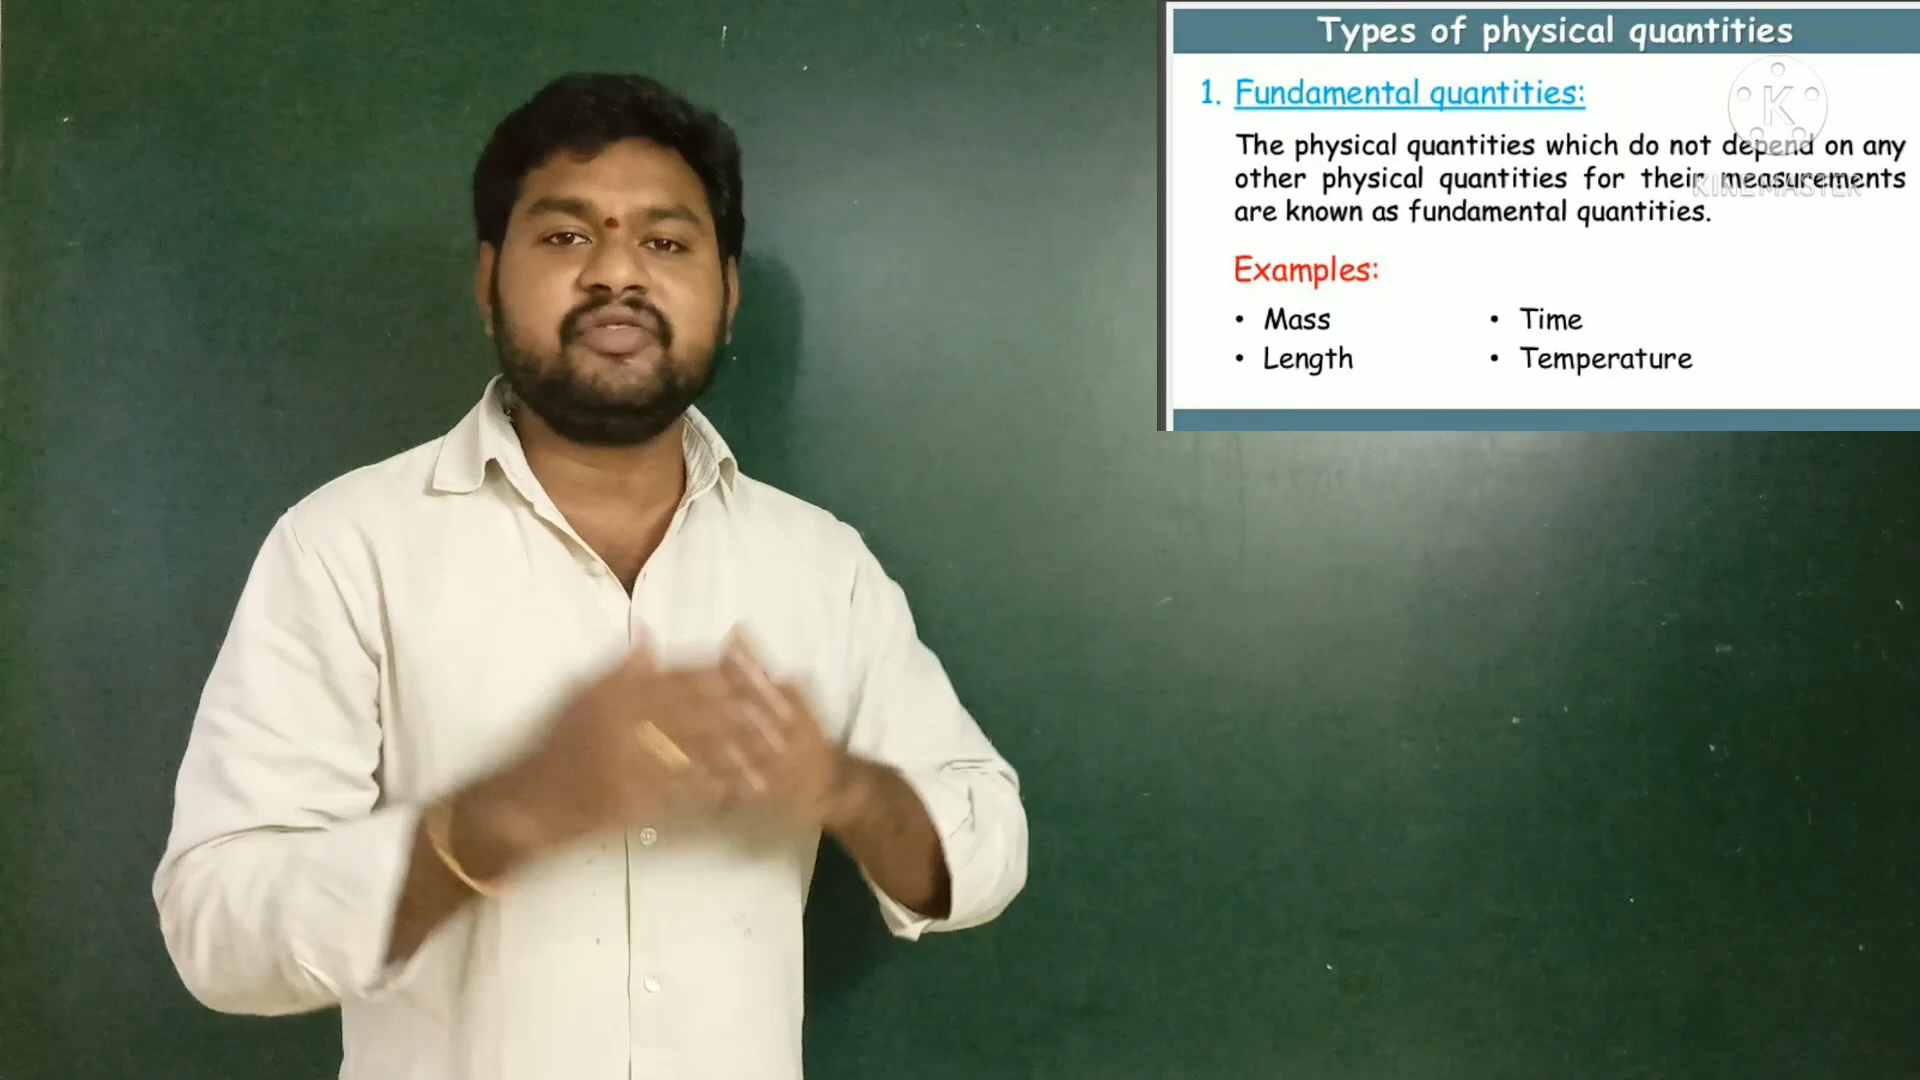 Types of physical quantities
1. Fundamental quantities:
The physical quantities which do not depend on any
other physical quantities for their measurements
are known as fundamental quantities.
Examples:
• Mass
• Time
• Length
• Temperature
K
KINEMASTER